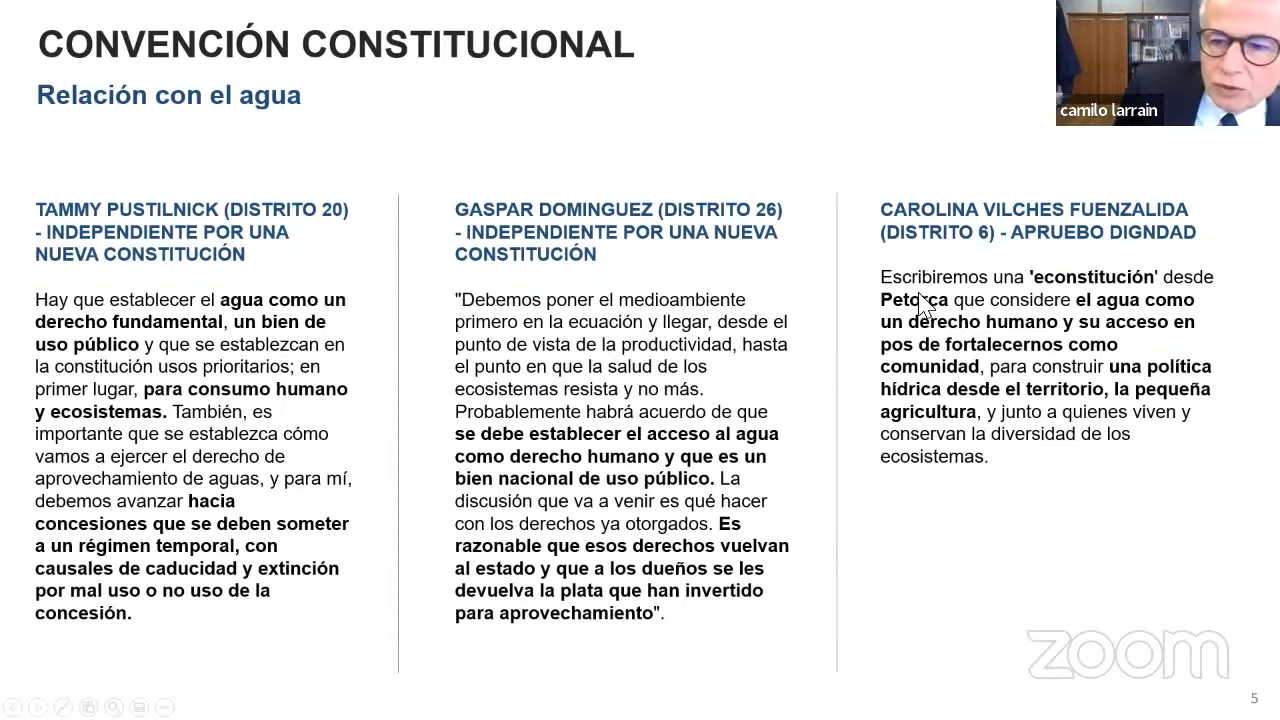 CONVENCIÓN CONSTITUCIONAL
Relación con el agua
camilo larrain
TAMMY PUSTILNICK (DISTRITO 20)
- INDEPENDIENTE POR UNA
NUEVA CONSTITUCIÓN
Hay que establecer el agua como un
derecho fundamental, un bien de
uso público y que se establezcan en
la constitución usos prioritarios; en
primer lugar, para consumo humano
y ecosistemas. También, es
importante que se establezca cómo
vamos a ejercer el derecho de
aprovechamiento de aguas, y para mí,
debemos avanzar hacia
concesiones que se deben someter
a un régimen temporal, con
causales de caducidad y extinción
por mal uso o no uso de la
concesión.
GASPAR DOMINGUEZ (DISTRITO 26)
- INDEPENDIENTE POR UNA NUEVA
CONSTITUCIÓN
"Debemos poner el medioambiente
primero en la ecuación y llegar, desde el
punto de vista de la productividad, hasta
el punto en que la salud de los
ecosistemas resista y no más.
Probablemente habrá acuerdo de que
se debe establecer el acceso al agua
como derecho humano y que es un
bien nacional de uso público. La
discusión que va a venir es qué hacer
con los derechos ya otorgados. Es
razonable que esos derechos vuelvan
al estado y que a los dueños se les
devuelva la plata que han invertido
para aprovechamiento".
CAROLINA VILCHES FUENZALIDA
(DISTRITO 6) - APRUEBO DIGNDAD
Escribiremos una 'econstitución' desde
Petorca que considere el agua como
un derecho humano y su acceso en
pos de fortalecernos como
comunidad, para construir una política
hídrica desde el territorio, la pequeña
agricultura, y junto a quienes viven y
conservan la diversidad de los
ecosistemas.
zoom
5